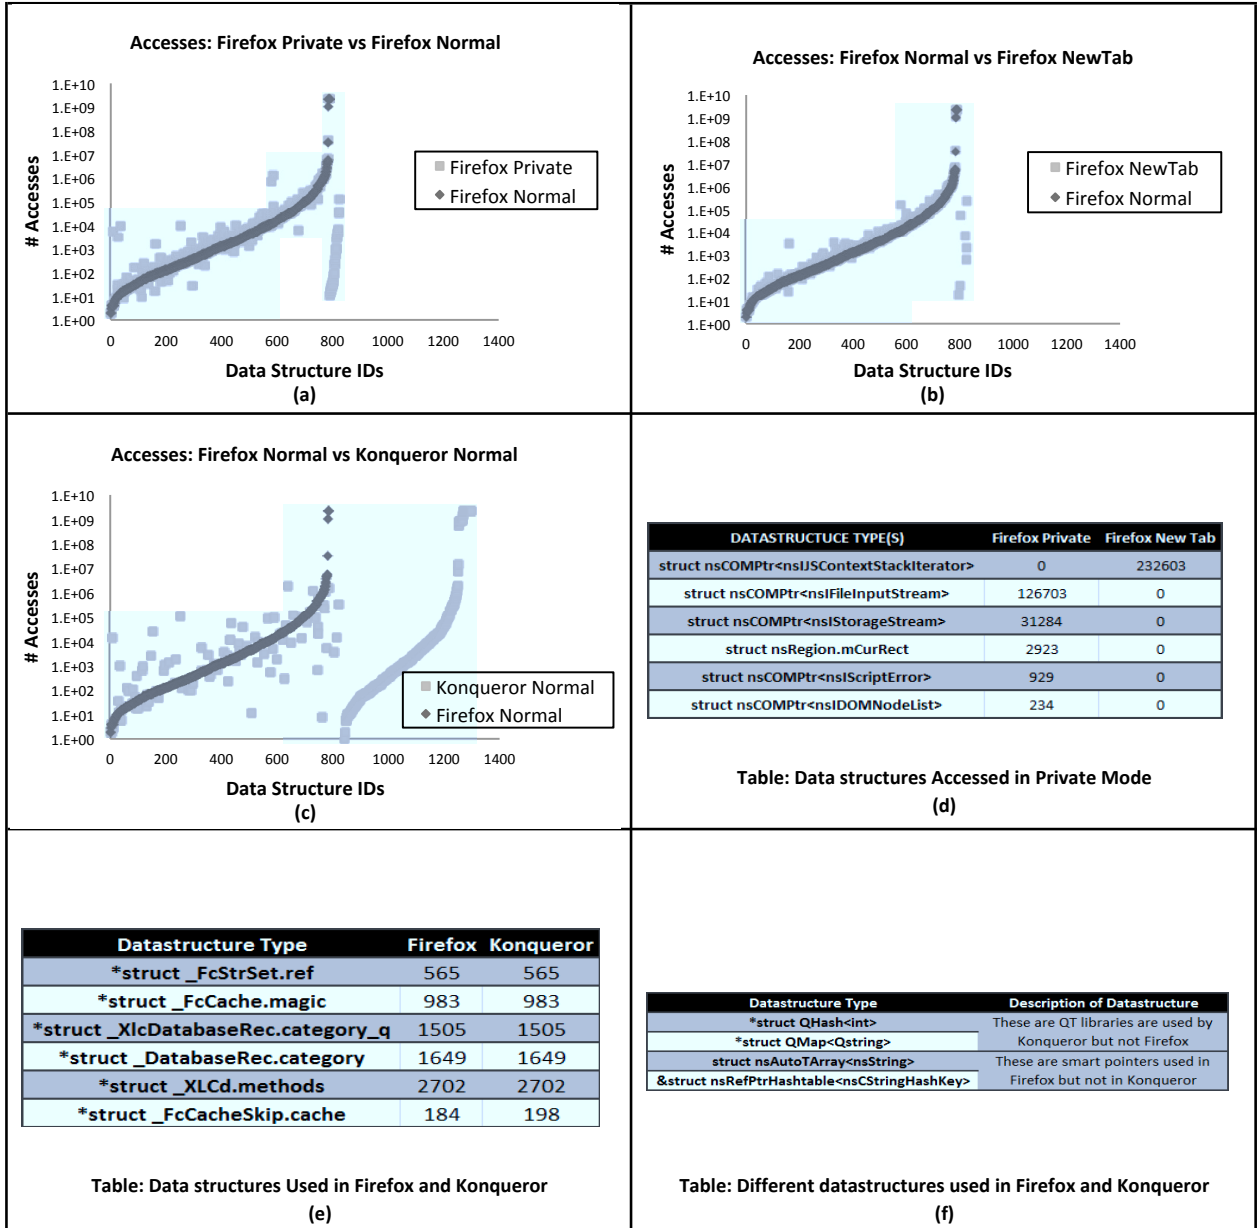 Accesses: Firefox Private vs Firefox Normal
1.E+10
1.E+09
1.E+08
1.E+07
1.E+06
1.E+05
1.E+04
1.E+03
1.E+02
1.E+01
1.E+00
# Accesses
Firefox Private
Firefox Normal
0 200 400 600 800 1000 1200 1400
Data Structure IDs
(a)
Accesses: Firefox Normal vs Firefox NewTab
1.E+10
1.E+09
1.E+08
1.E+07
1.E+06
1.E+05
1.E+04
1.E+03
1.E+02
1.E+01
1.E+00
# Accesses
Firefox NewTab
Firefox Normal
0 200 400 600 800 1000 1200 1400
Data Structure IDs
(b)
Accesses: Firefox Normal vs Konqueror Normal
1.E+10
1.E+09
1.E+08
1.E+07
1.E+06
1.E+05
1.E+04
1.E+03
1.E+02
1.E+01
1.E+00
# Accesses
Konqueror Normal
Firefox Normal
0 200 400 600 800 1000 1200 1400
Data Structure IDs
(c)
DATASTRUCTUCE TYPE(S) Firefox Private Firefox New Tab
struct nsCOMPtr<nsIJSContextStackIterator> 0 232603
struct nsCOMPtr<nsIFileInputStream> 126703 0
struct nsCOMPtr<nsIStorageStream> 31284 0
struct nsRegion.mCurRect 2923 0
struct nsCOMPtr<nsIScriptError> 929 0
struct nsCOMPtr<nsIDOMNodeList> 234 0
Table: Data structures Accessed in Private Mode
(d)
Datastructure Type Firefox Konqueror
*struct _FcStrSet.ref 565 565
*struct _FcCache.magic 983 983
*struct _XlcDatabaseRec.category_q 1505 1505
*struct _DatabaseRec.category 1649 1649
*struct _XLCd.methods 2702 2702
*struct _FcCacheSkip.cache 184 198
Table: Data structures Used in Firefox and Konqueror
(e)
Datastructure Type Description of Datastructure
*struct QHash<int> These are QT libraries are used by
*struct QMap<Qstring> Konqueror but not Firefox
struct nsAutoTArray<nsString> These are smart pointers used in
&struct nsRefPtrHashtable<nsCStringHashKey> Firefox but not in Konqueror
Table: Different datastructures used in Firefox and Konqueror
(f)